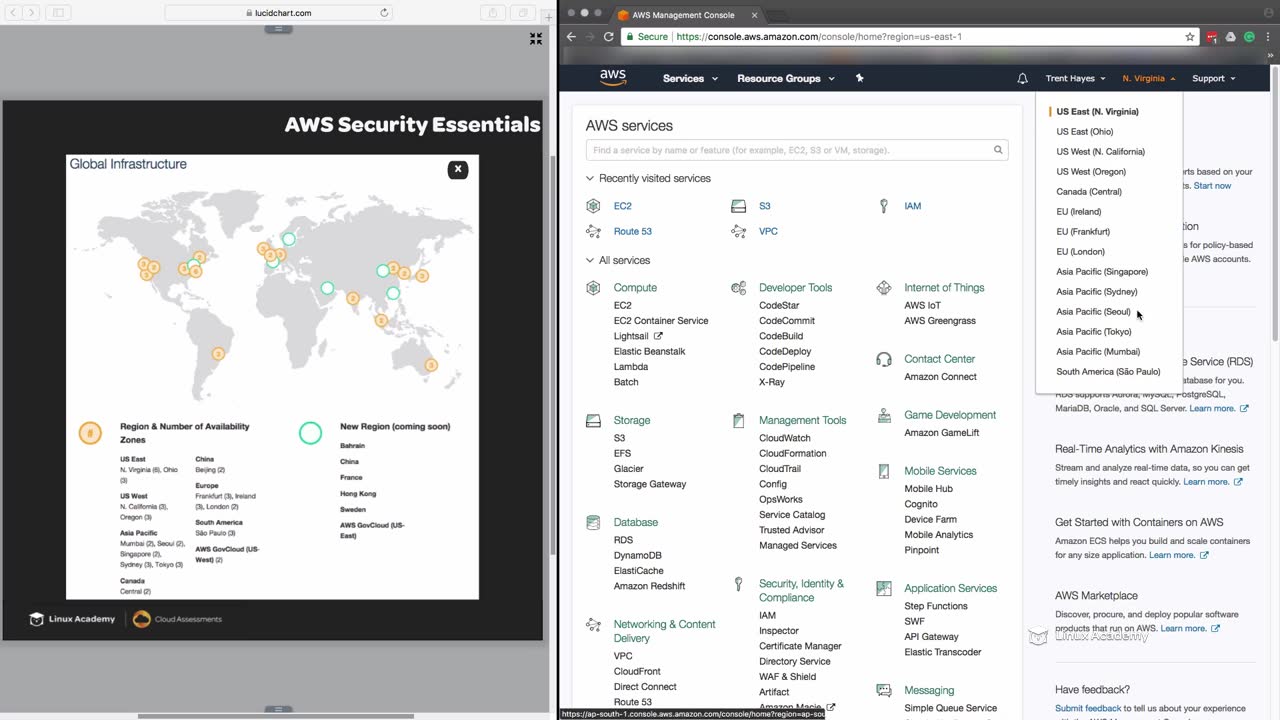 lucidchart.com
AWS Security Essentials
Global Infrastructure
X
Region & Number of Availability
Zones
US East
N. Virginia (6), Ohio
(3)
US West
N. California (3),
Oregon (3)
Asia Pacific
Mumbai (2), Seoul (2),
Singapore (2),
Sydney (3), Tokyo (3)
Canada
Central (2)
China
Beijing (2)
Europe
Frankfurt (3), Ireland
(3), London (2)
South America
São Paulo (3)
AWS GovCloud (US-
West) (2)
New Region (coming soon)
Bahrain
China
France
Hong Kong
Sweden
AWS GovCloud (US-
East)
Linux Academy
Cloud Assessments
AWS Management Console
Secure
https://console.aws.amazon.com/console/home?region=us-east-1
aws
Services
Resource Groups
Trent Hayes
N. Virginia
Support
AWS services
Find a service by name or feature (for example, EC2, S3 or VM, storage).
Recently visited services
EC2
S3
IAM
Route 53
VPC
All services
Compute
EC2
EC2 Container Service
Lightsail
Elastic Beanstalk
Lambda
Batch
Storage
S3
EFS
Glacier
Storage Gateway
Database
RDS
DynamoDB
ElastiCache
Amazon Redshift
Networking & Content
Delivery
VPC
CloudFront
Direct Connect
Route 53
Developer Tools
CodeStar
CodeCommit
CodeBuild
CodeDeploy
CodePipeline
X-Ray
Management Tools
CloudWatch
CloudFormation
CloudTrail
Config
OpsWorks
Service Catalog
Trusted Advisor
Managed Services
Security, Identity &
Compliance
IAM
Inspector
Certificate Manager
Directory Service
WAF & Shield
Artifact
Amazon Macie
Internet of Things
AWS IoT
AWS Greengrass
Contact Center
Amazon Connect
Game Development
Amazon GameLift
Mobile Services
Mobile Hub
Cognito
Device Farm
Mobile Analytics
Pinpoint
Application Services
Step Functions
SWF
API Gateway
Elastic Transcoder
Messaging
Simple Queue Service
US East (N. Virginia)
US East (Ohio)
US West (N. California)
US West (Oregon)
Canada (Central)
EU (Ireland)
EU (Frankfurt)
EU (London)
Asia Pacific (Singapore)
Asia Pacific (Sydney)
Asia Pacific (Seoul)
Asia Pacific (Tokyo)
Asia Pacific (Mumbai)
South America (São Paulo)
based on your
Start now
for policy-based
AWS accounts.
Service (RDS)
database for you.
RDS supports Aurora, MySQL, PostgreSQL,
MariaDB, Oracle, and SQL Server. Learn more.
Real-Time Analytics with Amazon Kinesis
Stream and analyze real-time data, so you can get
timely insights and react quickly. Learn more.
Get Started with Containers on AWS
Amazon ECS helps you build and scale containers
for any size application. Learn more.
AWS Marketplace
Discover, procure, and deploy popular software
products that run on AWS. Learn more.
Linux Academy
Have feedback?
Submit feedback to tell us about your experience
https://ap-south-1.console.aws.amazon.com/console/home?region=ap-sou